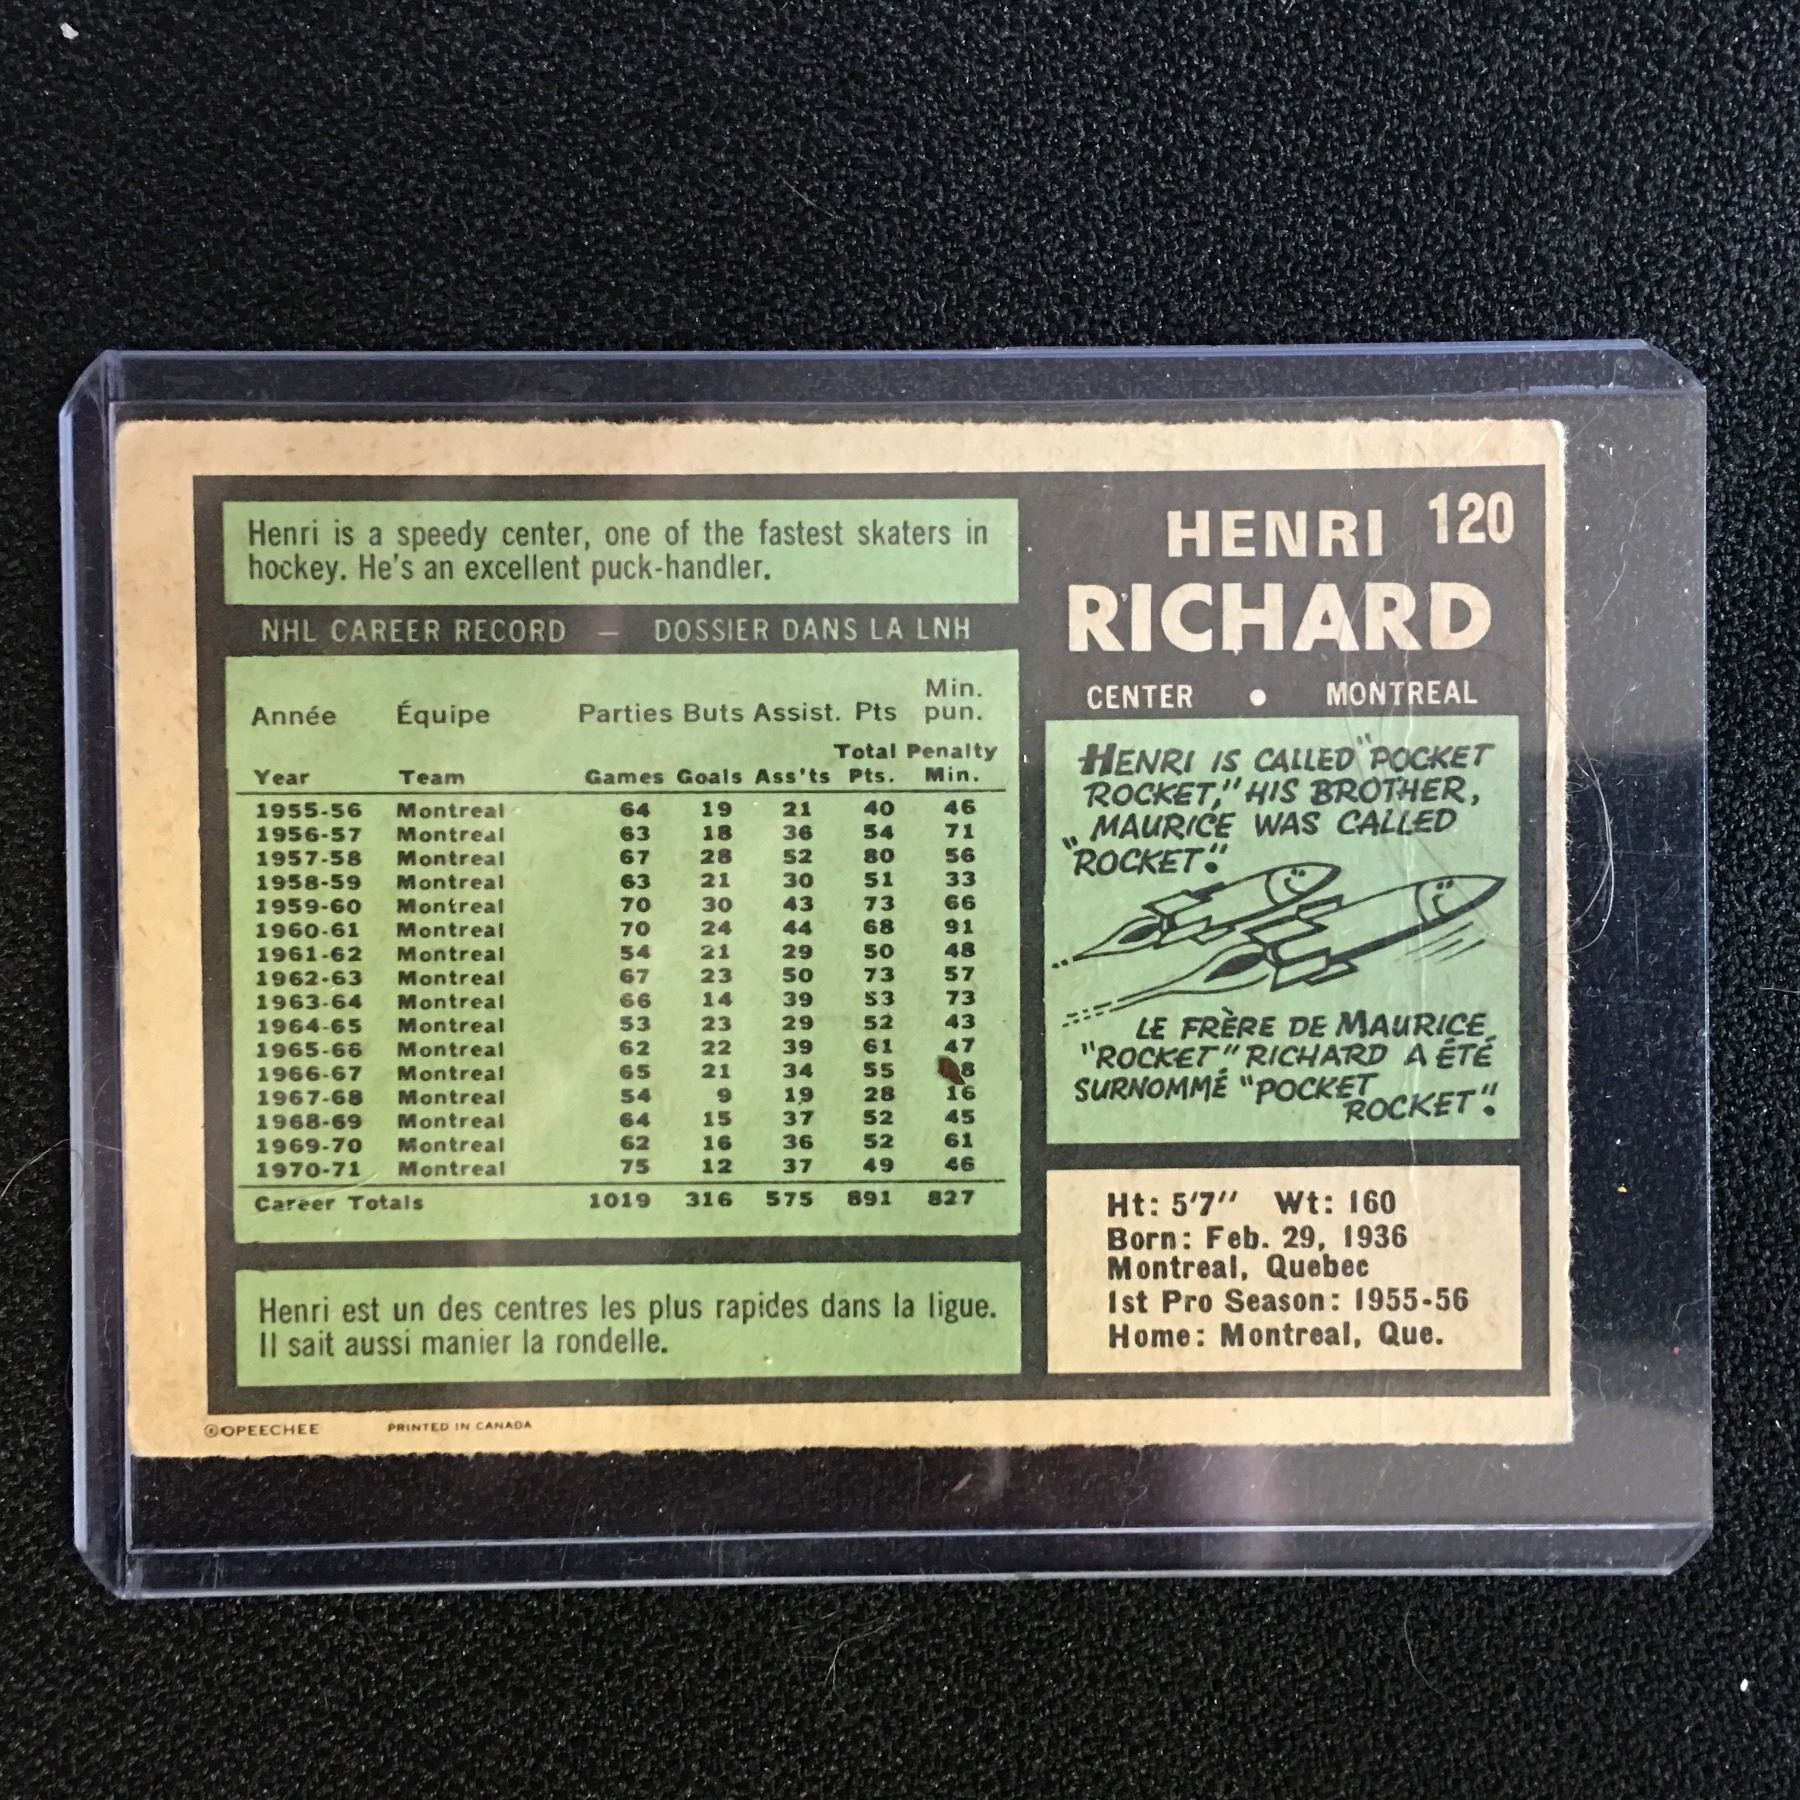 Henri is a speedy center, one of the fastest skaters in
hockey. He's an excellent puck-handler.
NHL CAREER RECORD — DOSSIER DANS LA LNH
Année Équipe Parties Buts Assist. Pts Min. pun.
Year Team Games Goals Ass'ts Total Pts. Penalty Min.
1955-56 Montreal 64 19 21 40 46
1956-57 Montreal 63 18 36 54 71
1957-58 Montreal 67 28 52 80 56
1958-59 Montreal 63 21 30 51 33
1959-60 Montreal 70 30 43 73 66
1960-61 Montreal 70 24 44 68 91
1961-62 Montreal 54 21 29 50 48
1962-63 Montreal 67 23 50 73 57
1963-64 Montreal 66 14 39 53 73
1964-65 Montreal 53 23 29 52 43
1965-66 Montreal 62 22 39 61 47
1966-67 Montreal 65 21 34 55
1967-68 Montreal 54 9 19 28 16
1968-69 Montreal 64 15 37 52 45
1969-70 Montreal 62 16 36 52 61
1970-71 Montreal 75 12 37 49 46
Career Totals 1019 316 575 891 827
Henri est un des centres les plus rapides dans la ligue.
Il sait aussi manier la rondelle.
©OPEECHEE PRINTED IN CANADA
HENRI 120
RICHARD
CENTER • MONTREAL
HENRI IS CALLED "POCKET
ROCKET," HIS BROTHER,
MAURICE WAS CALLED
"ROCKET".
LE FRÈRE DE MAURICE
"ROCKET" RICHARD A ÉTÉ
SURNOMMÉ "POCKET
ROCKET".
Ht: 5'7" Wt: 160
Born: Feb. 29, 1936
Montreal, Quebec
1st Pro Season: 1955-56
Home: Montreal, Que.